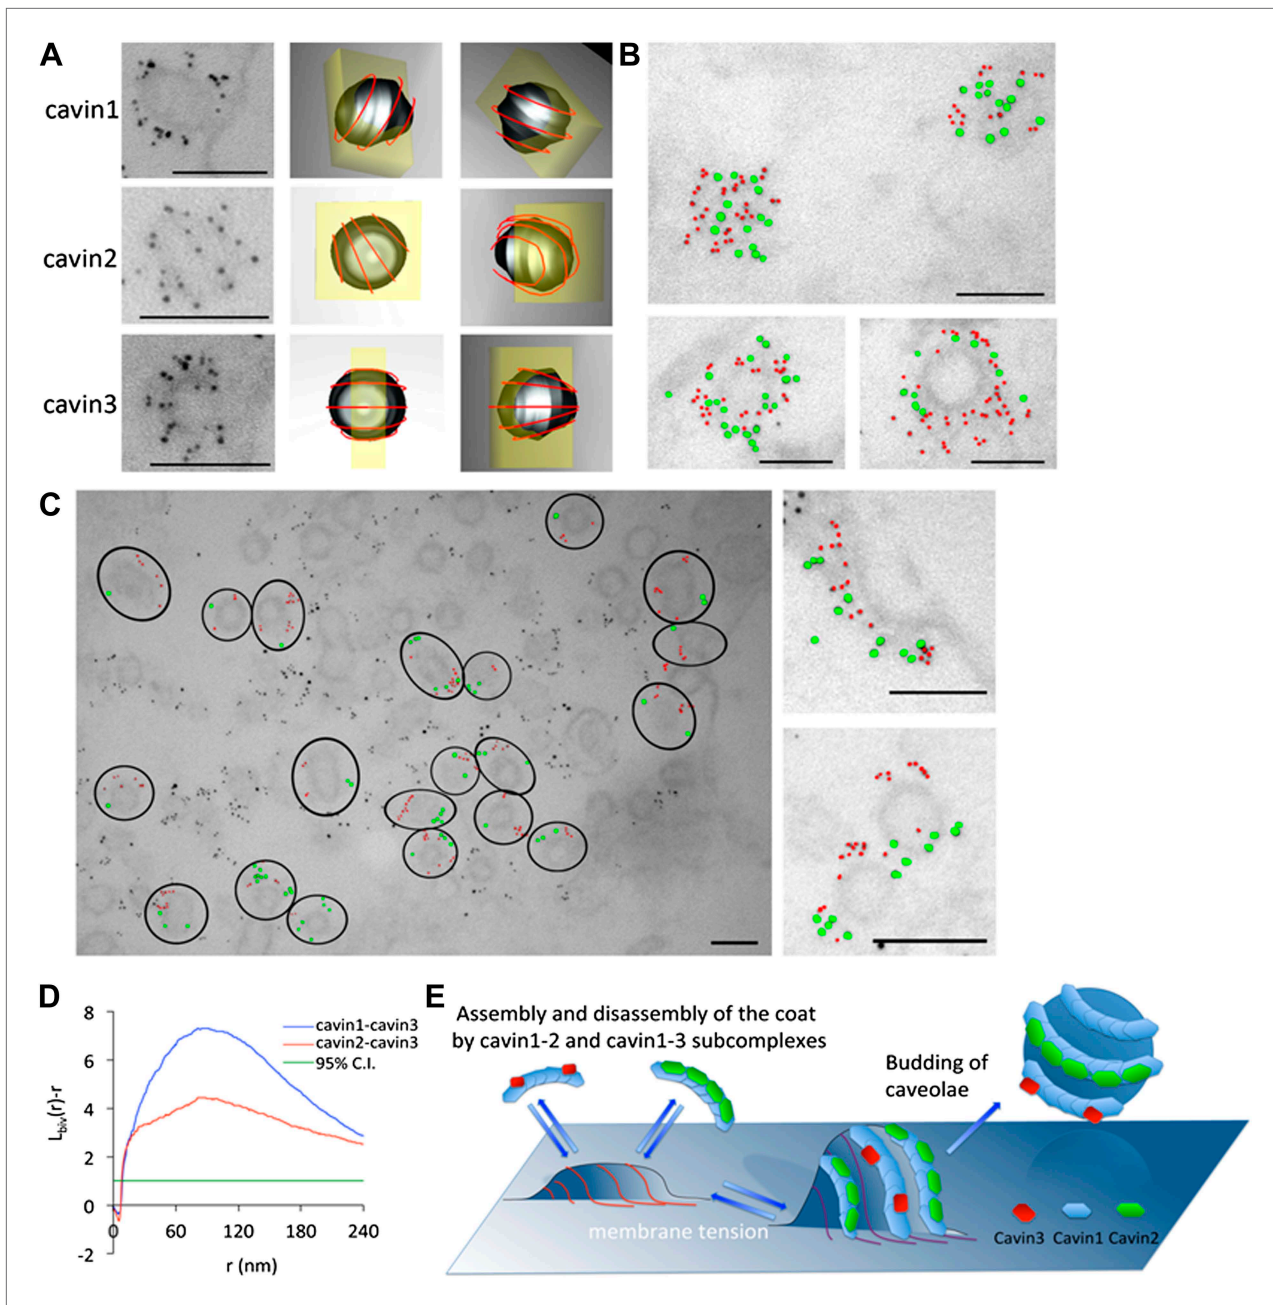 A
B
cavin1
cavin2
cavin3
C
D
E
8
6
4
2
0
-2
L_biv(r)-r
0 60 120 180 240
r (nm)
cavin1-cavin3
cavin2-cavin3
95% C.I.
Assembly and disassembly of the coat
by cavin1-2 and cavin1-3 subcomplexes
Budding of
caveolae
membrane tension
Cavin3 Cavin1 Cavin2